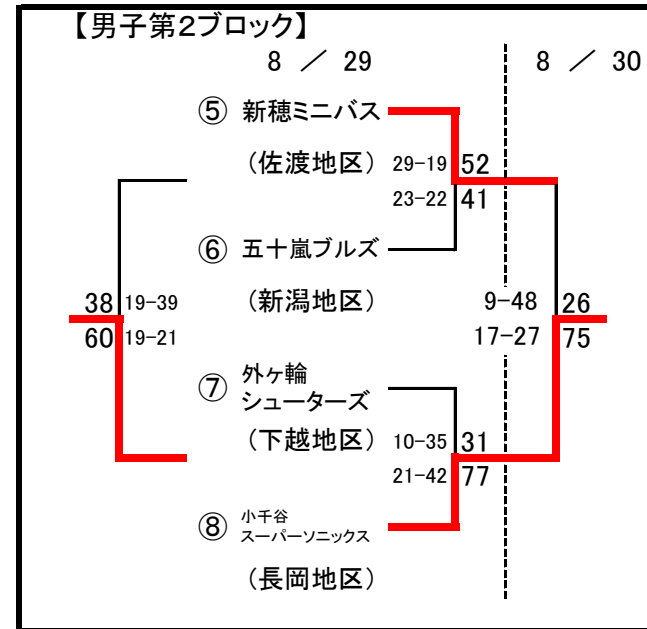 【男子第2ブロック】
8 ／ 29
8 ／ 30
⑤ 新穂ミニバス
(佐渡地区)
29-19 52
23-22 41
⑥ 五十嵐ブルズ
(新潟地区)
38 19-39
60 19-21
9-48 26
17-27 75
⑦ 外ヶ輪
シューターズ
(下越地区)
10-35 31
21-42 77
⑧ 小千谷
スーパーソニックス
(長岡地区)